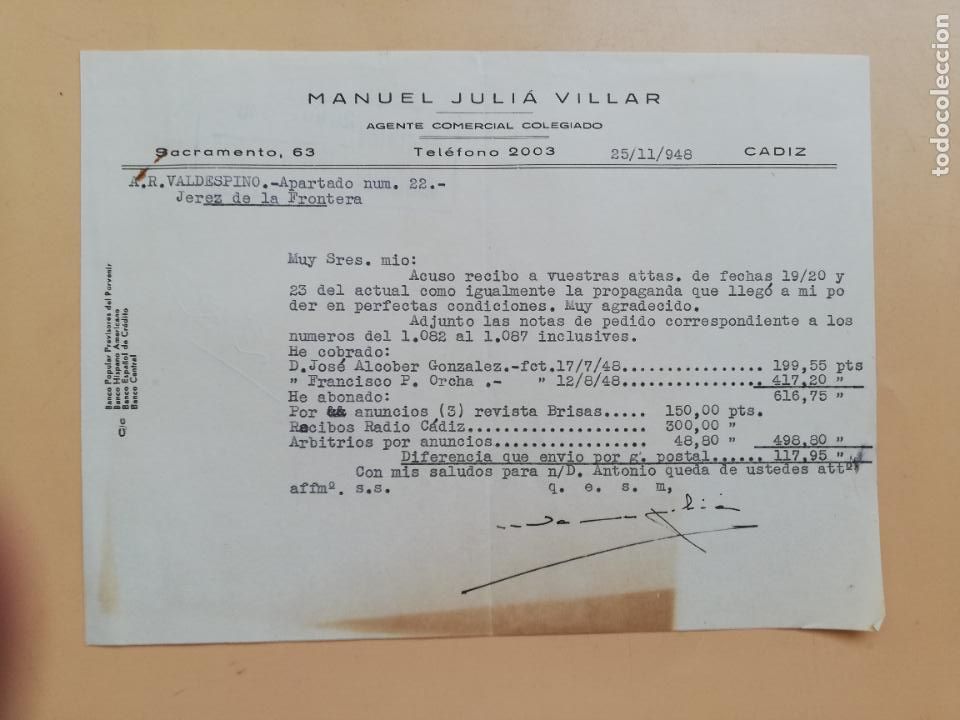 MANUEL JULIÁ VILLAR
AGENTE COMERCIAL COLEGIADO
Sacramento, 63 Teléfono 2003 25/11/948 CADIZ
A.R.VALDESPINO.-Apartado num. 22.-
Jerez de la Frontera
Muy Sres. mio:
Acuso recibo a vuestras attas. de fechas 19/20 y
23 del actual como igualmente la propaganda que llegó a mi po
der en perfectas condiciones. Muy agradecido.
Adjunto las notas de pedido correspondiente a los
numeros del 1.082 al 1.087 inclusives.
He cobrado:
D.José Alcober Gonzalez.-fct.17/7/48................ 199,55 pts
" Francisco P. Orcha .- " 12/8/48................ 417,20 "
He abonado: 616,75 "
Por anuncios (3) revista Brisas..... 150,00 pts.
Recibos Radio Cádiz.................... 300,00 "
Arbitrios por anuncios................. 48,80 " 498,80 "
Diferencia que envio por g. postal...... 117,95 "
Con mis saludos para n/D. Antonio queda de ustedes attº
affmº. s.s. q. e. s. m,
C/c Banco Popular Previsores del Porvenir
Banco Hispano Americano
Banco Español de Crédito
Banco Central
todocoleccion